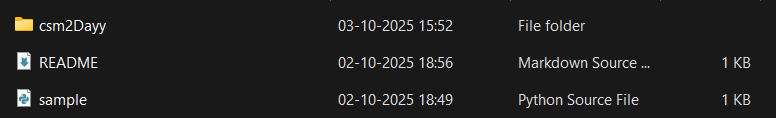 csm2Dayy 03-10-2025 15:52 File folder
README 02-10-2025 18:56 Markdown Source ... 1 KB
sample 02-10-2025 18:49 Python Source File 1 KB